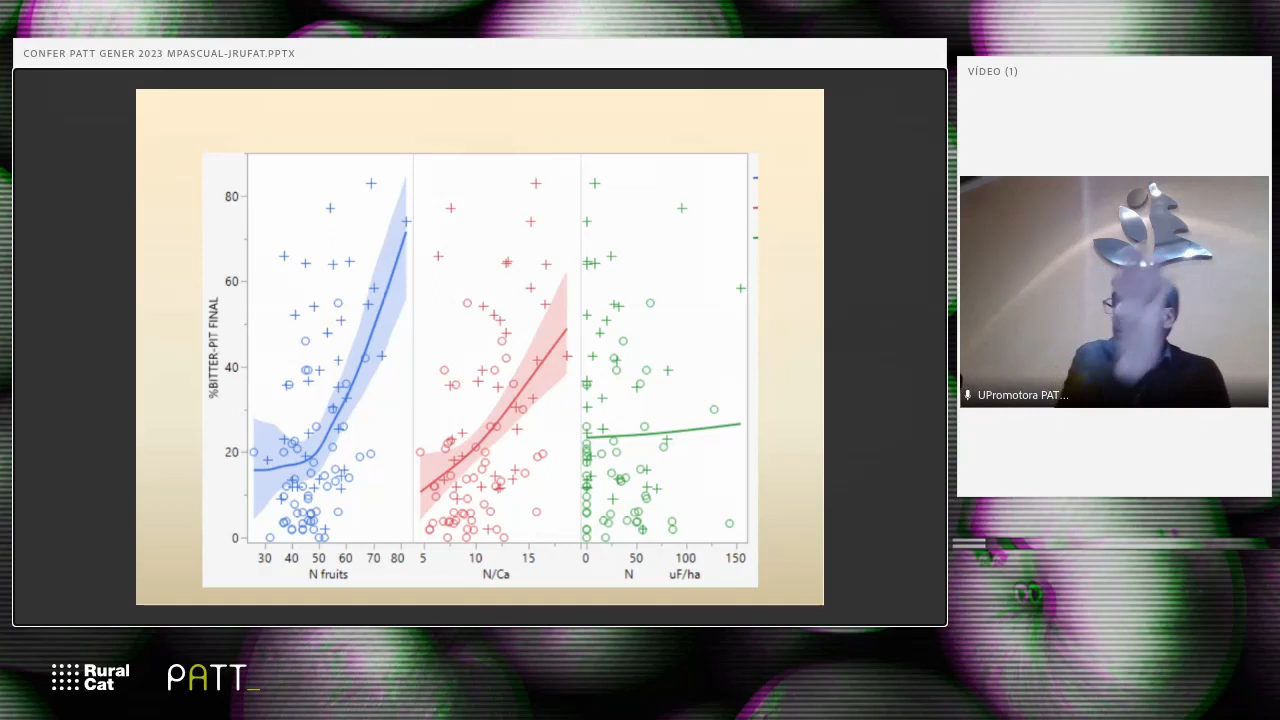 CONFER PATT GENER 2023 MPASCUAL-JRUFAT.PPTX
VÍDEO (1)
%BITTER-PIT FINAL
80
60
40
20
0
30 40 50 60 70 80 5 10 15 0 50 100 150
N fruits N/Ca N uF/ha
UPromotora PAT...
Rural
Cat
PATT_